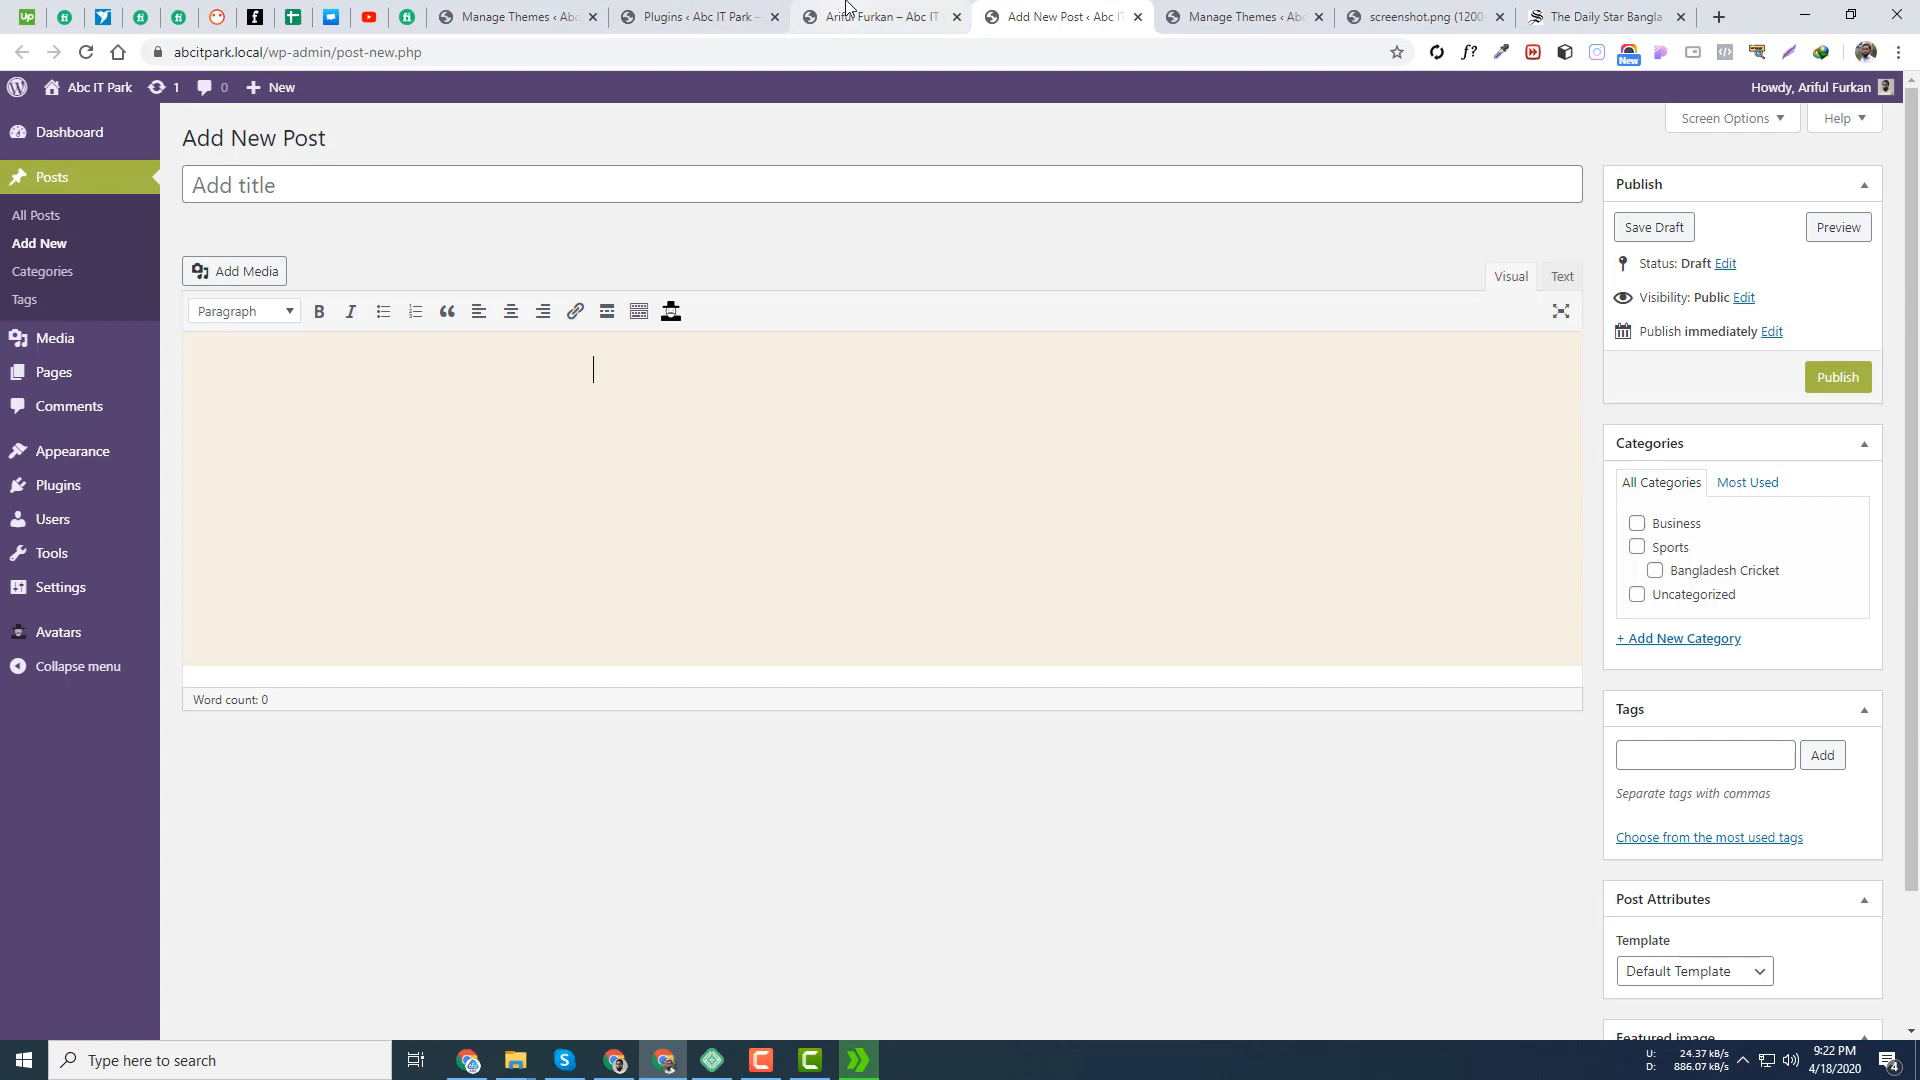 Manage Themes ‹ Abc
Plugins ‹ Abc IT Park –
Ariful Furkan – Abc IT
Add New Post ‹ Abc IT
Manage Themes ‹ Abc
screenshot.png (1200
The Daily Star Bangla
abcitpark.local/wp-admin/post-new.php
New
Abc IT Park
1
0
New
Howdy, Ariful Furkan
Dashboard
Posts
All Posts
Add New
Categories
Tags
Media
Pages
Comments
Appearance
Plugins
Users
Tools
Settings
Avatars
Collapse menu
Screen Options
Help
Add New Post
Add title
Add Media
Visual
Text
Paragraph
Word count: 0
Publish
Save Draft
Preview
Status: Draft Edit
Visibility: Public Edit
Publish immediately Edit
Publish
Categories
All Categories
Most Used
Business
Sports
Bangladesh Cricket
Uncategorized
+ Add New Category
Tags
Add
Separate tags with commas
Choose from the most used tags
Post Attributes
Template
Default Template
Featured image
Type here to search
U: 24.37 kB/s
D: 886.07 kB/s
9:22 PM
4/18/2020
4